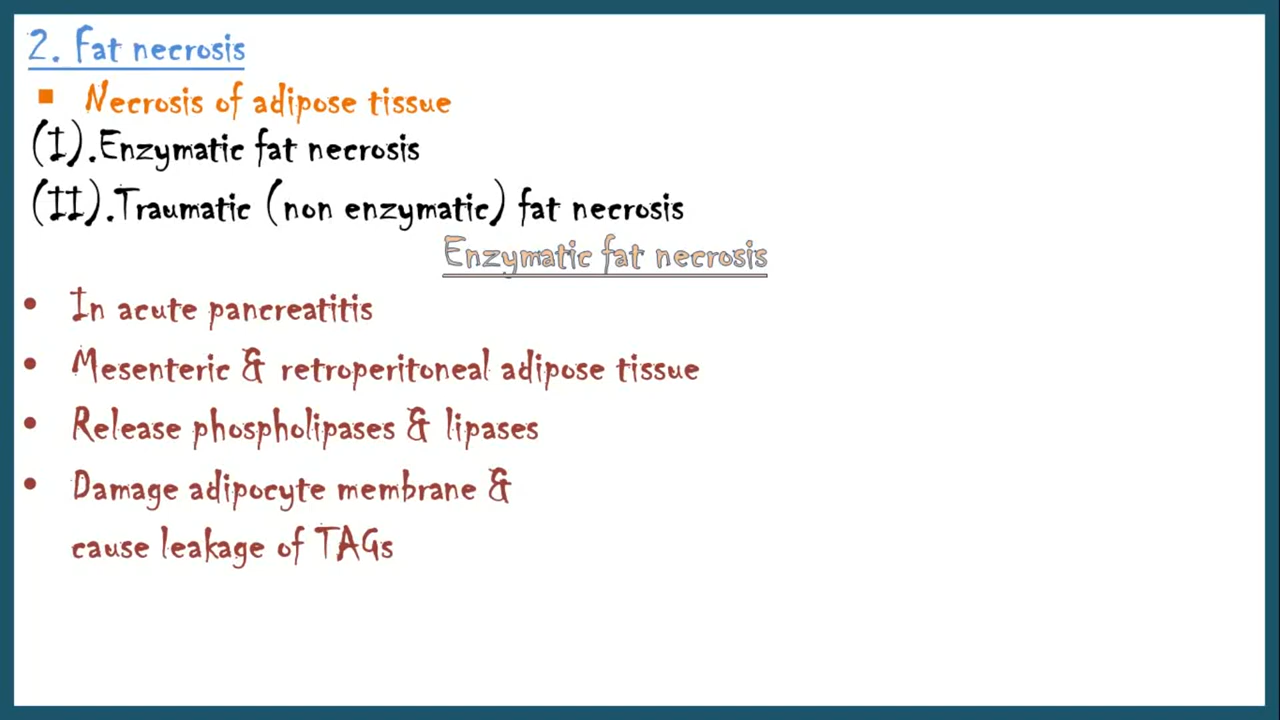 2. Fat necrosis
▪ Necrosis of adipose tissue
(I).Enzymatic fat necrosis
(II).Traumatic (non enzymatic) fat necrosis
Enzymatic fat necrosis
• In acute pancreatitis
• Mesenteric & retroperitoneal adipose tissue
• Release phospholipases & lipases
• Damage adipocyte membrane &
cause leakage of TAGs